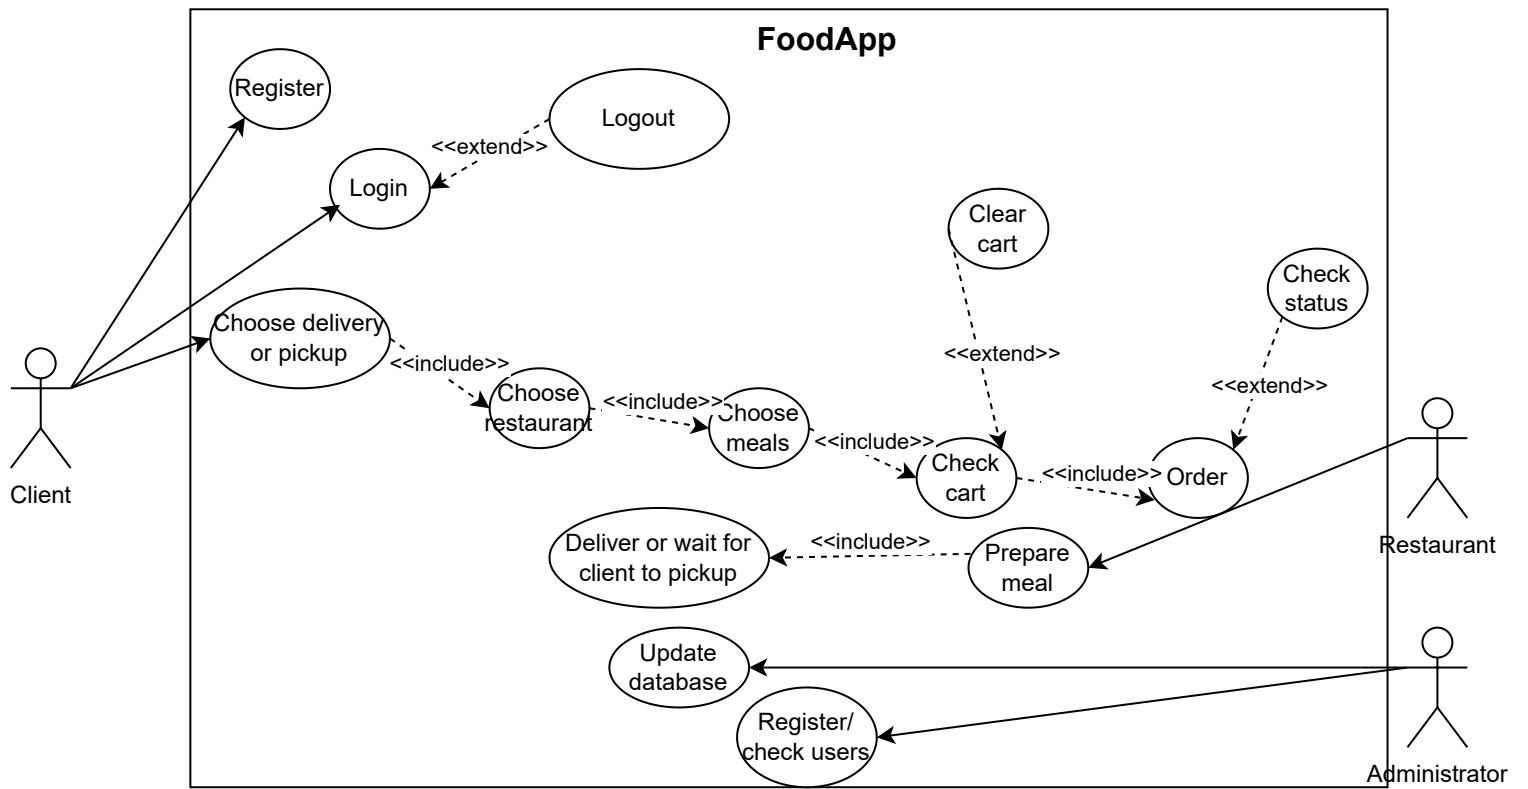 FoodApp
Register
Logout
<<extend>>
Login
Clear
cart
Check
status
Choose delivery
or pickup
<<include>>
<<extend>>
<<extend>>
Choose
restaurant
<<include>>
Choose
meals
<<include>>
Check
cart
<<include>>
Order
Client
Deliver or wait for
client to pickup
<<include>>
Prepare
meal
Restaurant
Update
database
Register/
check users
Administrator